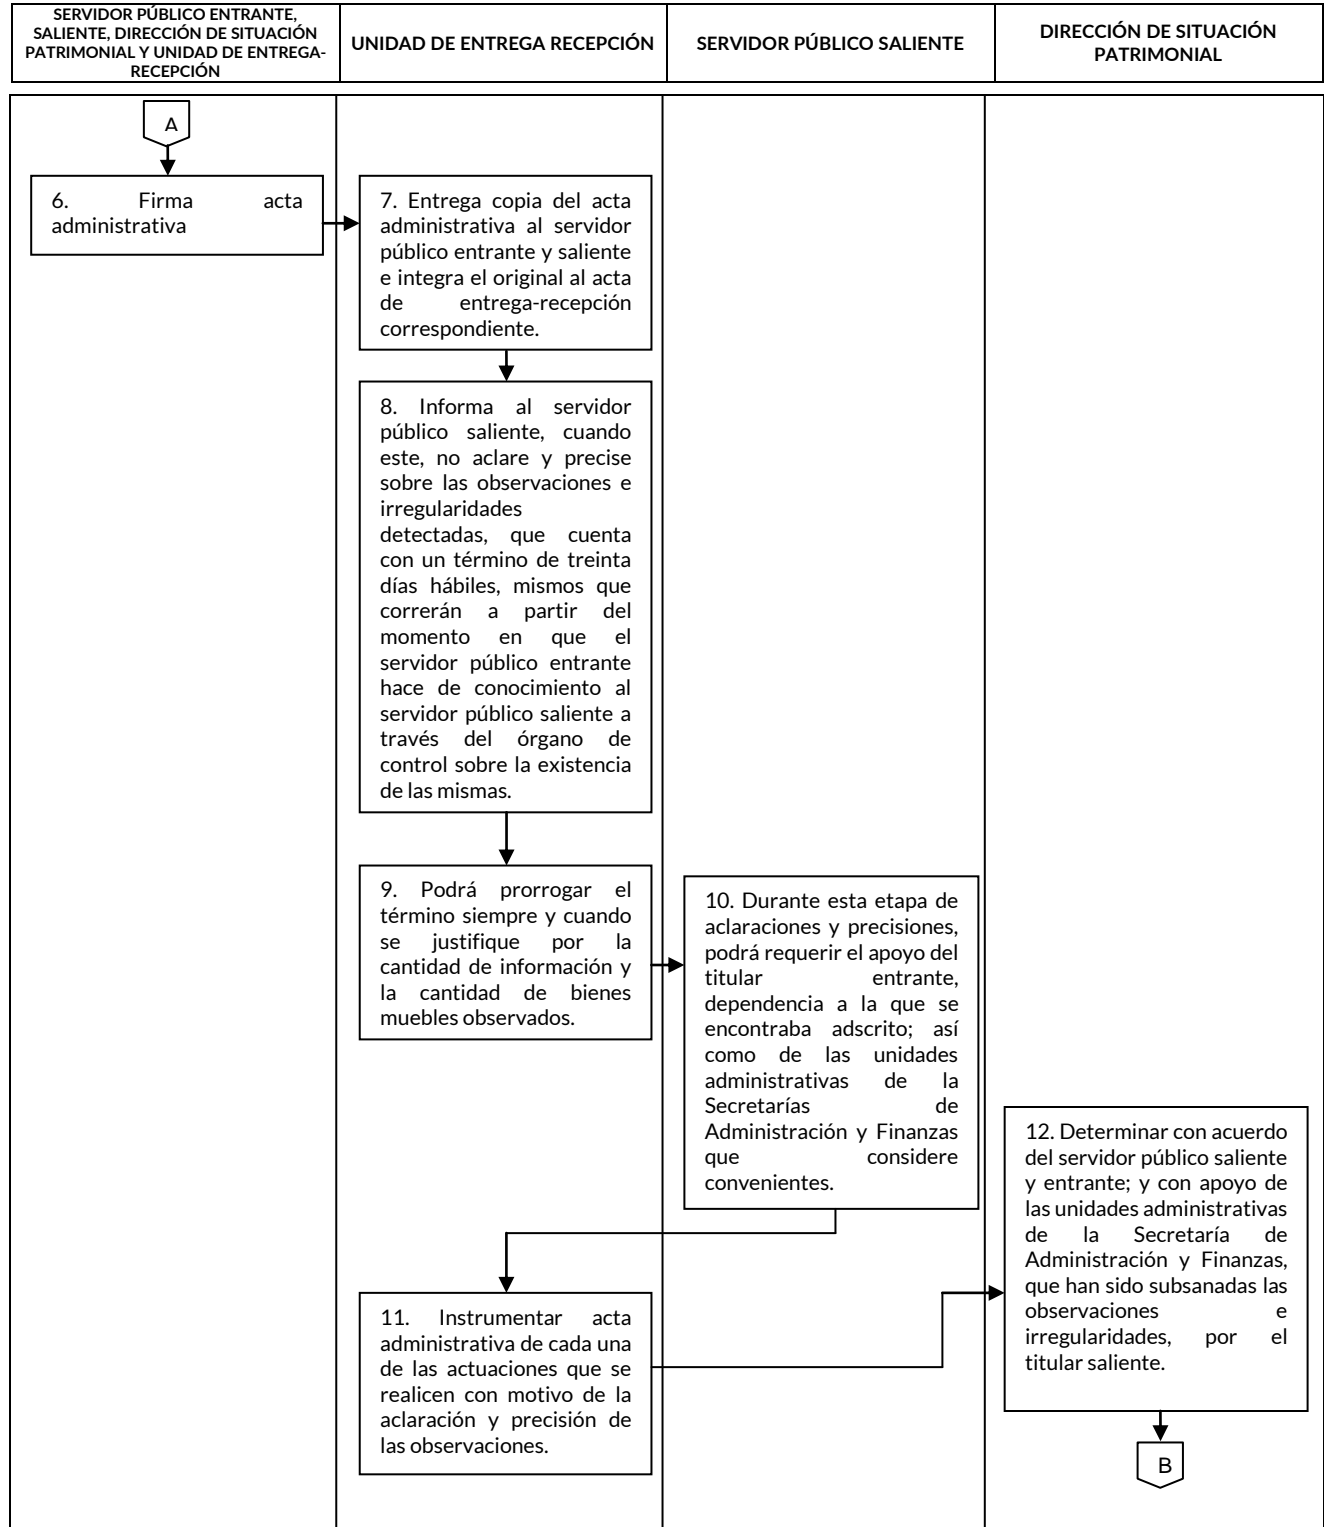 SERVIDOR PÚBLICO ENTRANTE,
SALIENTE, DIRECCIÓN DE SITUACIÓN
PATRIMONIAL Y UNIDAD DE ENTREGA-
RECEPCIÓN
UNIDAD DE ENTREGA RECEPCIÓN
SERVIDOR PÚBLICO SALIENTE
DIRECCIÓN DE SITUACIÓN
PATRIMONIAL
A
6. Firma acta
administrativa
7. Entrega copia del acta
administrativa al servidor
público entrante y saliente
e integra el original al acta
de entrega-recepción
correspondiente.
8. Informa al servidor
público saliente, cuando
este, no aclare y precise
sobre las observaciones e
irregularidades
detectadas, que cuenta
con un término de treinta
días hábiles, mismos que
correrán a partir del
momento en que el
servidor público entrante
hace de conocimiento al
servidor público saliente a
través del órgano de
control sobre la existencia
de las mismas.
9. Podrá prorrogar el
término siempre y cuando
se justifique por la
cantidad de información y
la cantidad de bienes
muebles observados.
10. Durante esta etapa de
aclaraciones y precisiones,
podrá requerir el apoyo del
titular entrante,
dependencia a la que se
encontraba adscrito; así
como de las unidades
administrativas de la
Secretarías de
Administración y Finanzas
que considere
convenientes.
11. Instrumentar acta
administrativa de cada una
de las actuaciones que se
realicen con motivo de la
aclaración y precisión de
las observaciones.
12. Determinar con acuerdo
del servidor público saliente
y entrante; y con apoyo de
las unidades administrativas
de la Secretaría de
Administración y Finanzas,
que han sido subsanadas las
observaciones e
irregularidades, por el
titular saliente.
B